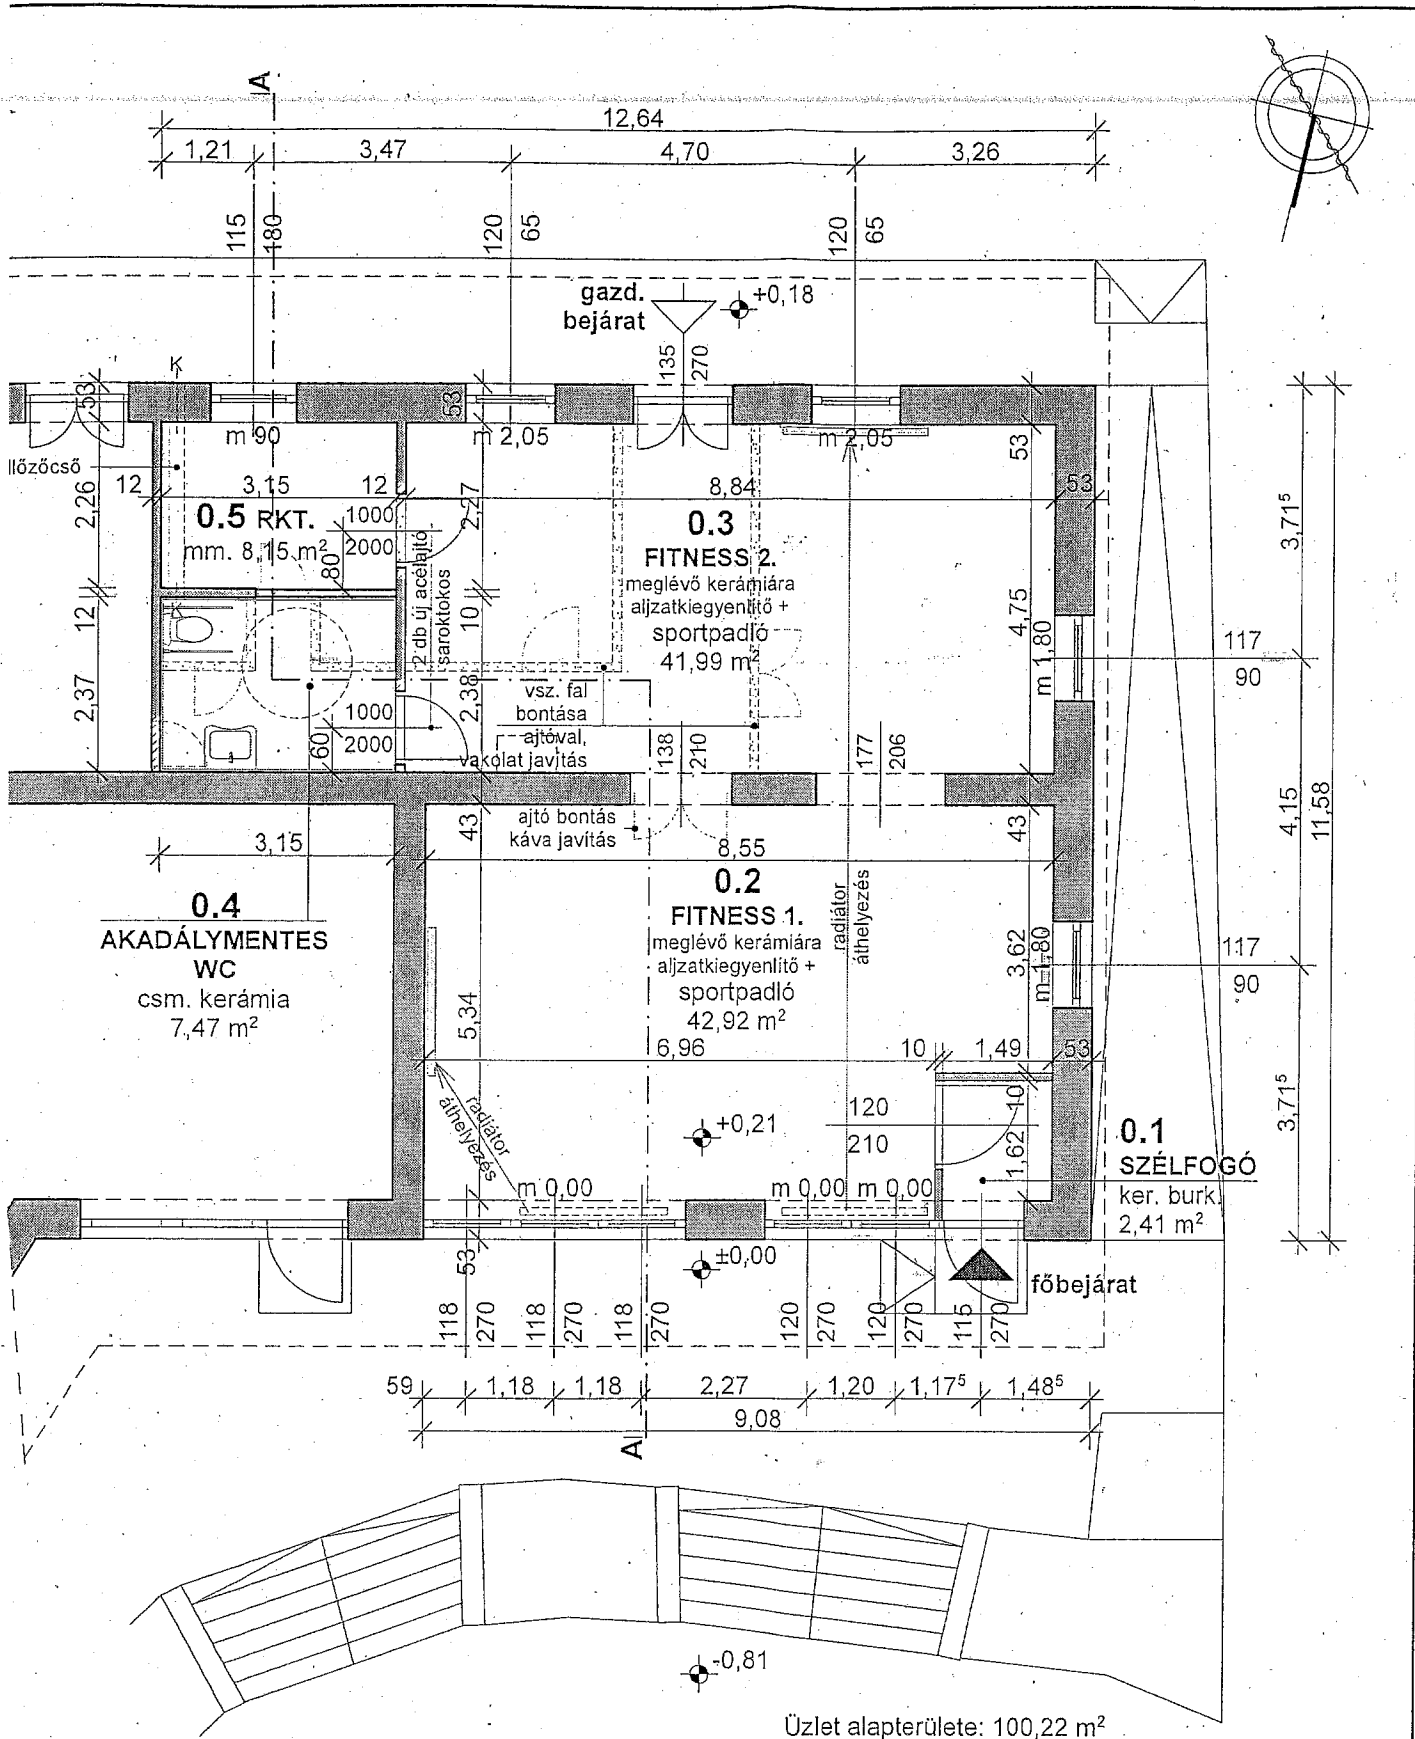 A
12,64
1,21
3,47
4,70
3,26
115
180
120
65
120
65
gazd.
bejárat
+0,18
135
270
K
53
53
m 90
m 2,05
m 2,05
53
llőzőcső
12
3,15
12
8,84
53
2,26
2,27
3,71⁵
0.5 RKT.
mm. 8,15 m²
1000
2000
80
0.3
FITNESS 2.
meglévő kerámiára
aljzatkiegyenlítő +
sportpadló
41,99 m²
2 db új acélajtó
saroktokos
12
10
K
4,75
m 1,80
117
90
2,37
2,38
vsz. fal
bontása
ajtóval,
vakolat javítás
1000
2000
60
138
210
177
206
4,15
11,58
ajtó bontás
káva javítás
43
43
3,15
8,55
0.4
AKADÁLYMENTES
WC
csm. kerámia
7,47 m²
0.2
FITNESS 1.
meglévő kerámiára
aljzatkiegyenlítő +
sportpadló
42,92 m²
radiátor
áthelyezés
3,62
m 1,80
117
90
5,34
6,96
10
1,49
53
radiátor
áthelyezés
+0,21
120
210
10
1,62
3,71⁵
0.1
SZÉLFOGÓ
ker. burk.
2,41 m²
m 0,00
m 0,00
m 0,00
53
±0,00
főbejárat
118
270
118
270
118
270
120
270
120
270
115
270
59
1,18
1,18
2,27
1,20
1,17⁵
1,48⁵
9,08
A
-0,81
Üzlet alapterülete: 100,22 m²